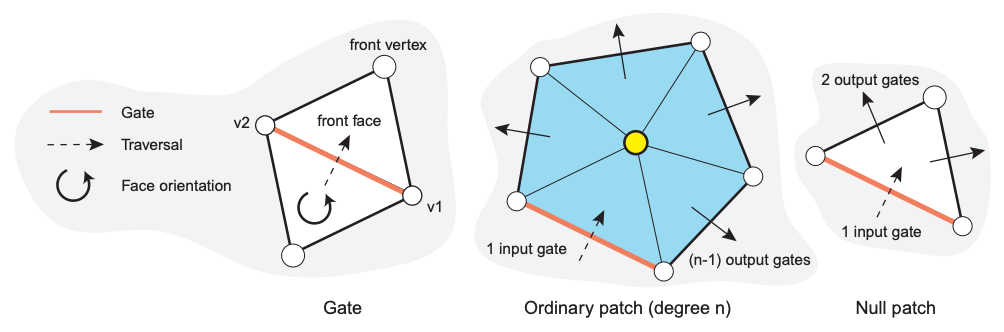 front vertex
Gate
v2
front face
Traversal
Face orientation
v1
Gate
1 input gate
(n-1) output gates
Ordinary patch (degree n)
2 output gates
1 input gate
Null patch